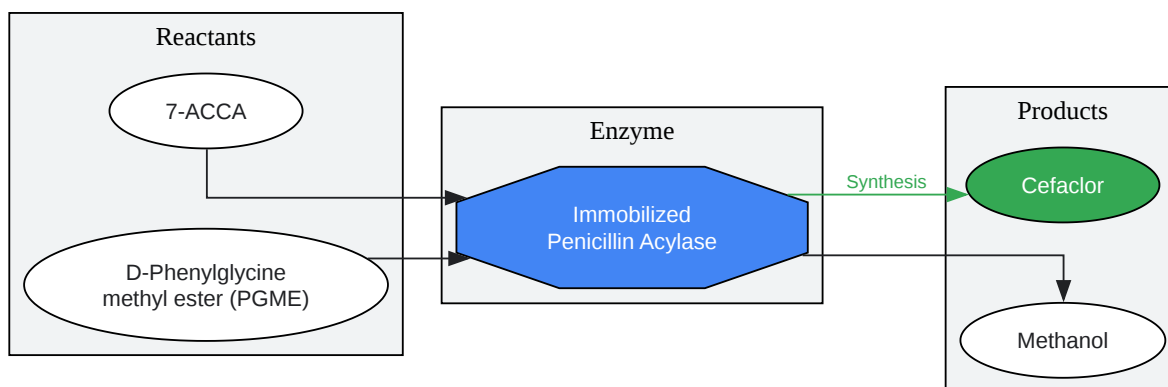 Reactants
7-ACCA
D-Phenylglycine
methyl ester (PGME)
Enzyme
Immobilized
Penicillin Acylase
Synthesis
Products
Cefaclor
Methanol